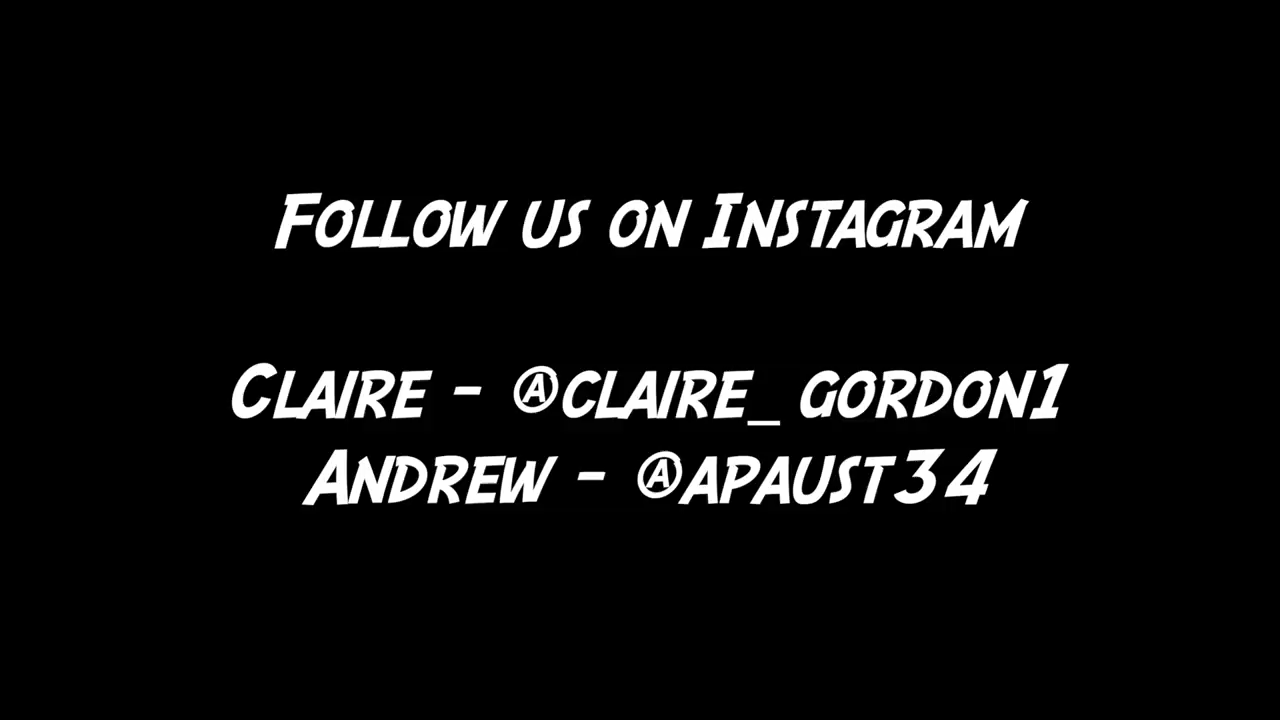 Follow us on Instagram
Claire - @claire_gordon1
Andrew - @apaust34